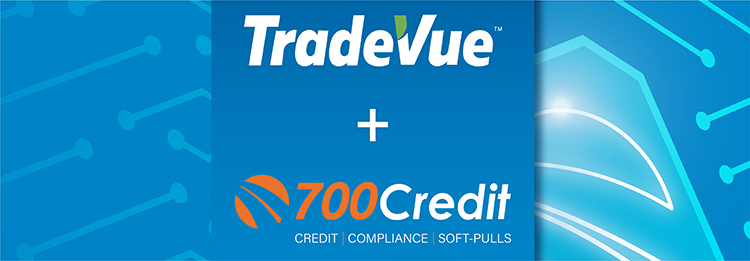 TradeVue™
+
700Credit
CREDIT | COMPLIANCE | SOFT-PULLS